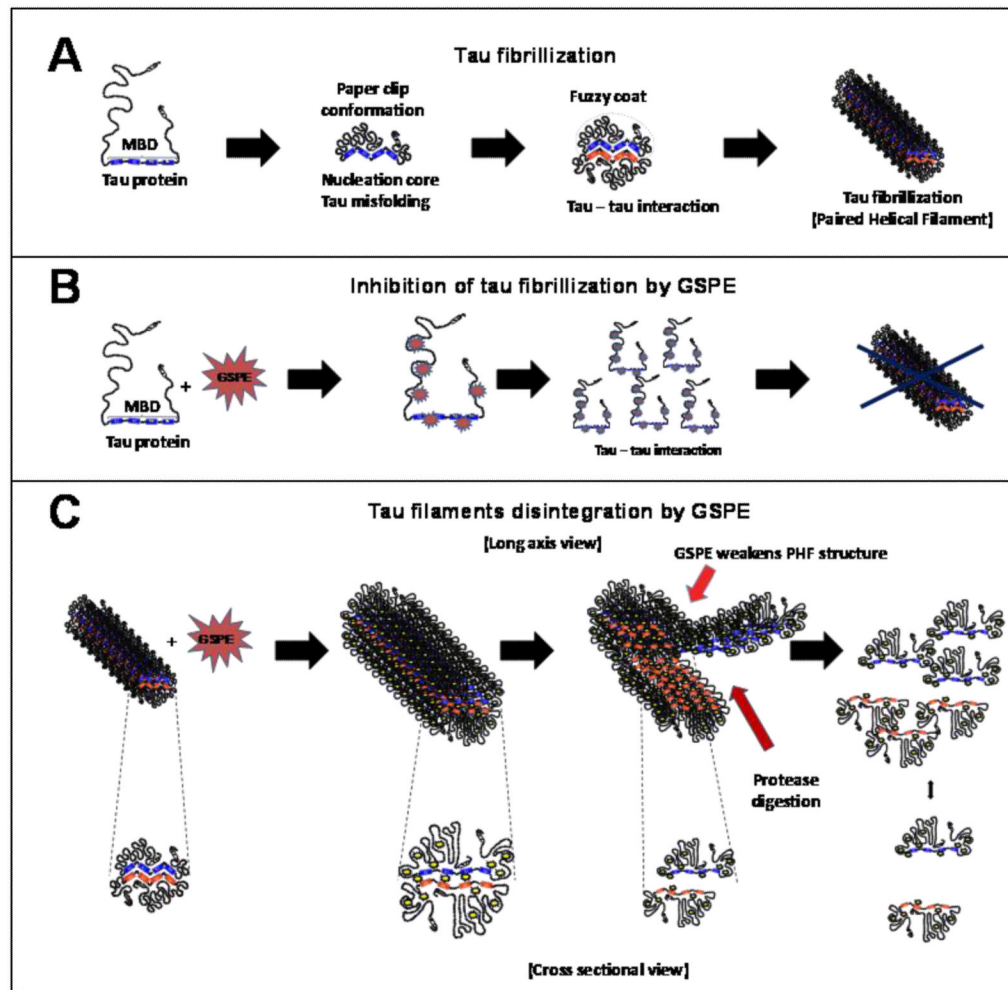 A
Tau fibrillization
MBD
Tau protein
Paper clip
conformation
Nucleation core
Tau misfolding
Fuzzy coat
Tau – tau interaction
Tau fibrillization
[Paired Helical Filament]
B
Inhibition of tau fibrillization by GSPE
MBD
Tau protein
+
GSPE
Tau – tau interaction
C
Tau filaments disintegration by GSPE
[Long axis view]
+
GSPE
GSPE weakens PHF structure
Protease
digestion
[Cross sectional view]